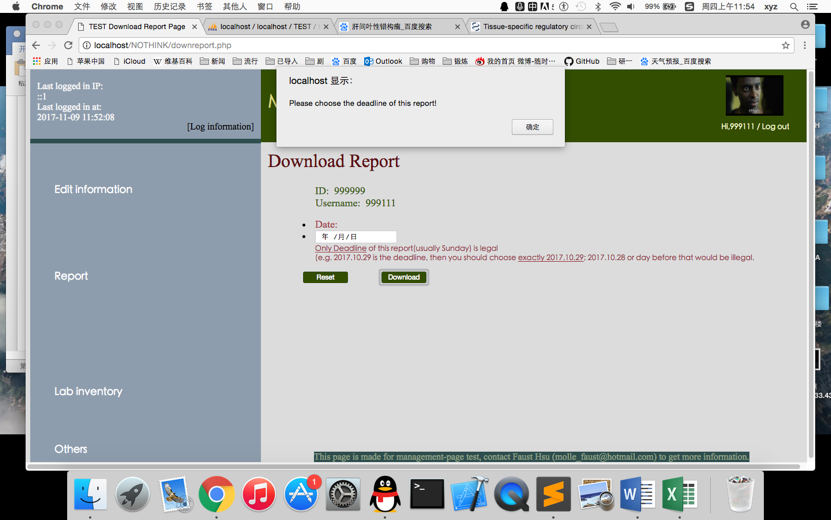 Chrome 文件 修改 视图 历史记录 书签 其他人 窗口 帮助
99% 周四上午11:54 xyz
TEST Download Report Page
localhost / localhost / TEST /
肝间叶性错构瘤_百度搜索
Tissue-specific regulatory circ
localhost/NOTHINK/downreport.php
应用 苹果中国 iCloud 维基百科 新闻 流行 已导入 剧 百度 Outlook 购物 锻炼 我的首页 微博-随时… GitHub 研一 天气预报_百度搜索
Last logged in IP:
::1
Last logged in at:
2017-11-09 11:52:08
[Log information]
localhost 显示：
Please choose the deadline of this report!
确定
Hi,999111 / Log out
Download Report
ID: 999999
Username: 999111
Date:
年 /月/日
Only Deadline of this report(usually Sunday) is legal
(e.g. 2017.10.29 is the deadline, then you should choose exactly 2017.10.29; 2017.10.28 or day before that would be illegal.
Reset Download
Edit information
Report
Lab inventory
Others
This page is made for management-page test, contact Faust Hsu (molle_faust@hotmail.com) to get more information.
33.43
1